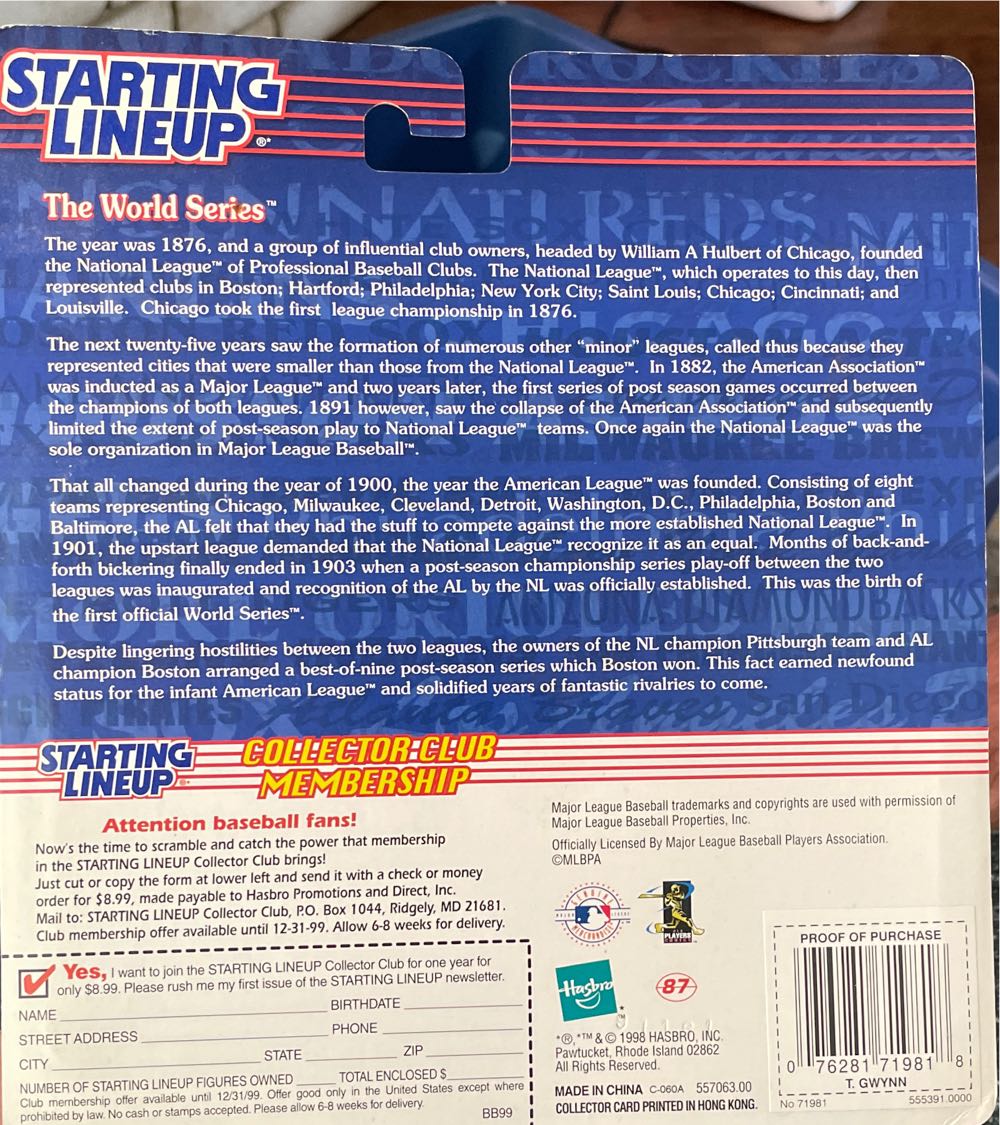 STARTING
LINEUP®*
The World Series™
The year was 1876, and a group of influential club owners, headed by William A Hulbert of Chicago, founded
the National League™ of Professional Baseball Clubs. The National League™, which operates to this day, then
represented clubs in Boston; Hartford; Philadelphia; New York City; Saint Louis; Chicago; Cincinnati; and
Louisville. Chicago took the first league championship in 1876.
The next twenty-five years saw the formation of numerous other “minor” leagues, called thus because they
represented cities that were smaller than those from the National League™. In 1882, the American Association™
was inducted as a Major League™ and two years later, the first series of post season games occurred between
the champions of both leagues. 1891 however, saw the collapse of the American Association™ and subsequently
limited the extent of post-season play to National League™ teams. Once again the National League™ was the
sole organization in Major League Baseball™.
That all changed during the year of 1900, the year the American League™ was founded. Consisting of eight
teams representing Chicago, Milwaukee, Cleveland, Detroit, Washington, D.C., Philadelphia, Boston and
Baltimore, the AL felt that they had the stuff to compete against the more established National League™. In
1901, the upstart league demanded that the National League™ recognize it as an equal. Months of back-and-
forth bickering finally ended in 1903 when a post-season championship series play-off between the two
leagues was inaugurated and recognition of the AL by the NL was officially established. This was the birth of
the first official World Series™.
Despite lingering hostilities between the two leagues, the owners of the NL champion Pittsburgh team and AL
champion Boston arranged a best-of-nine post-season series which Boston won. This fact earned newfound
status for the infant American League™ and solidified years of fantastic rivalries to come.
STARTING
LINEUP
COLLECTOR CLUB
MEMBERSHIP
Attention baseball fans!
Now's the time to scramble and catch the power that membership
in the STARTING LINEUP Collector Club brings!
Just cut or copy the form at lower left and send it with a check or money
order for $8.99, made payable to Hasbro Promotions and Direct, Inc.
Mail to: STARTING LINEUP Collector Club, P.O. Box 1044, Ridgely, MD 21681.
Club membership offer available until 12-31-99. Allow 6-8 weeks for delivery.
Yes, I want to join the STARTING LINEUP Collector Club for one year for
only $8.99. Please rush me my first issue of the STARTING LINEUP newsletter.
NAME BIRTHDATE
STREET ADDRESS PHONE
CITY STATE ZIP
NUMBER OF STARTING LINEUP FIGURES OWNED TOTAL ENCLOSED $
Club membership offer available until 12/31/99. Offer good only in the United States except where
prohibited by law. No cash or stamps accepted. Please allow 6-8 weeks for delivery.
BB99
Major League Baseball trademarks and copyrights are used with permission of
Major League Baseball Properties, Inc.
Officially Licensed By Major League Baseball Players Association.
©MLBPA
GENUINE
MAJOR LEAGUE
MERCHANDISE
PLAYERS
CHOICE
Hasbro
*™
87
*®,*™ & © 1998 HASBRO, INC.
Pawtucket, Rhode Island 02862
All Rights Reserved.
MADE IN CHINA C-060A 557063.00
COLLECTOR CARD PRINTED IN HONG KONG.
PROOF OF PURCHASE
0 76281 71981 8
T. GWYNN
No 71981
555391.0000